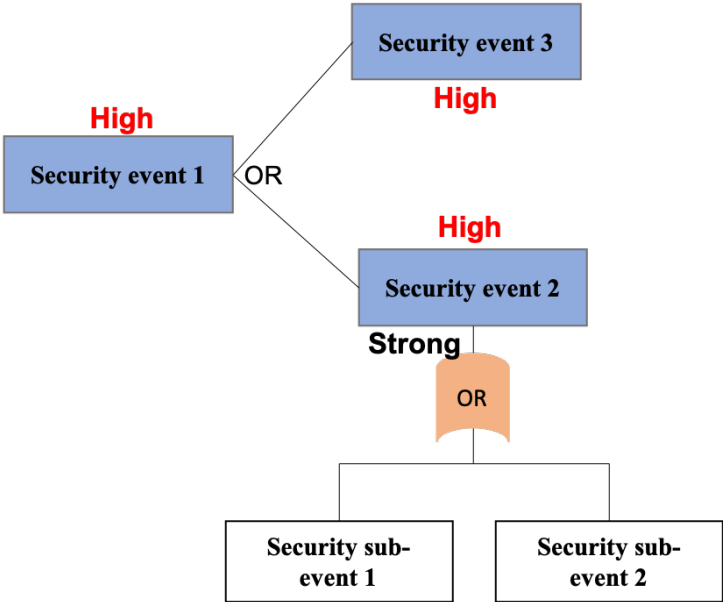 Security event 3
High
High
Security event 1
OR
High
Security event 2
Strong
OR
Security sub-
event 1
Security sub-
event 2